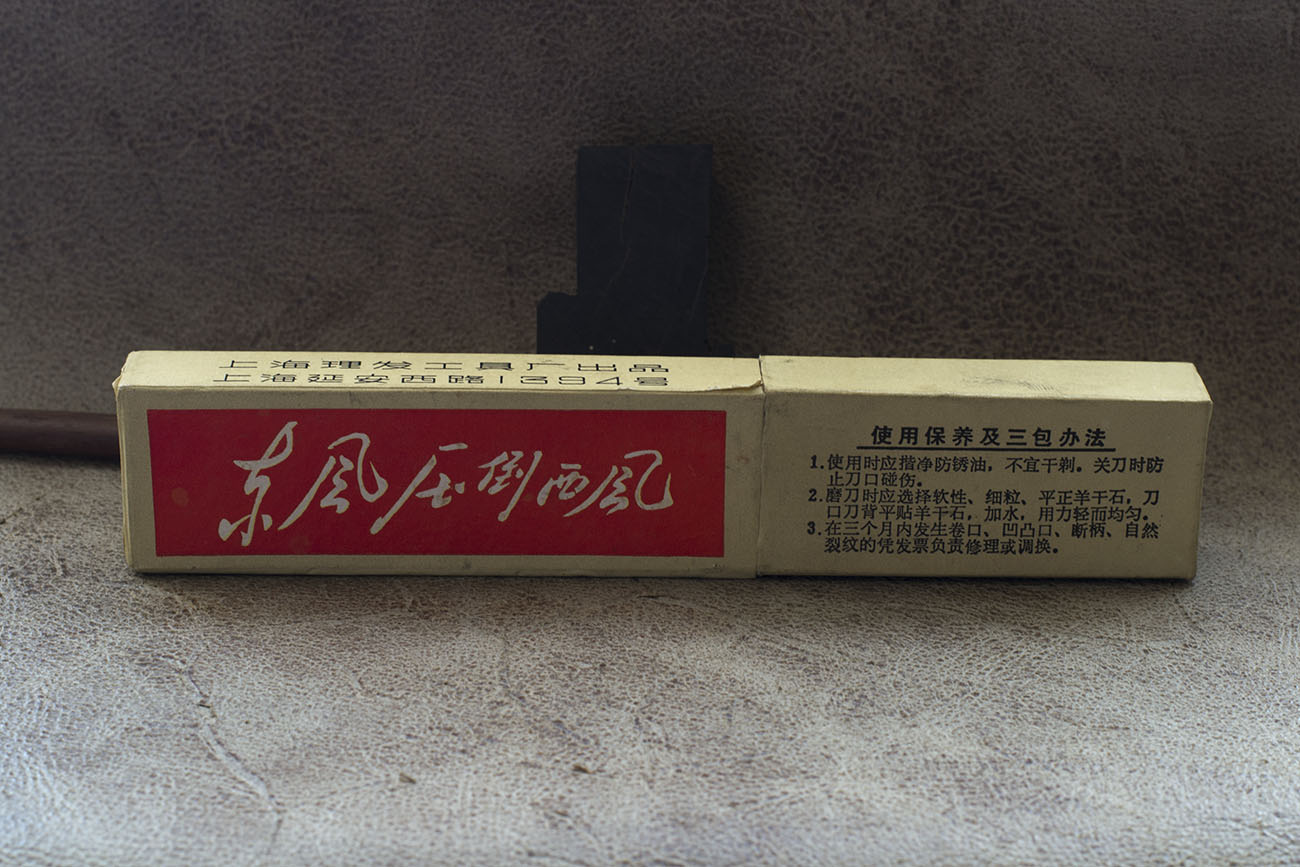 上海理发工具厂出品
上海延安西路1394号
东风压倒西风
使用保养及三包办法
1.使用时应揩净防锈油，不宜干剃。关刀时防
止刀口碰伤。
2.磨刀时应选择软性、细粒、平正羊干石，刀
口刀背平贴羊干石，加水，用力轻而均匀。
3.在三个月内发生卷口、凹凸口、断柄、自然
裂纹的凭发票负责修理或调换。